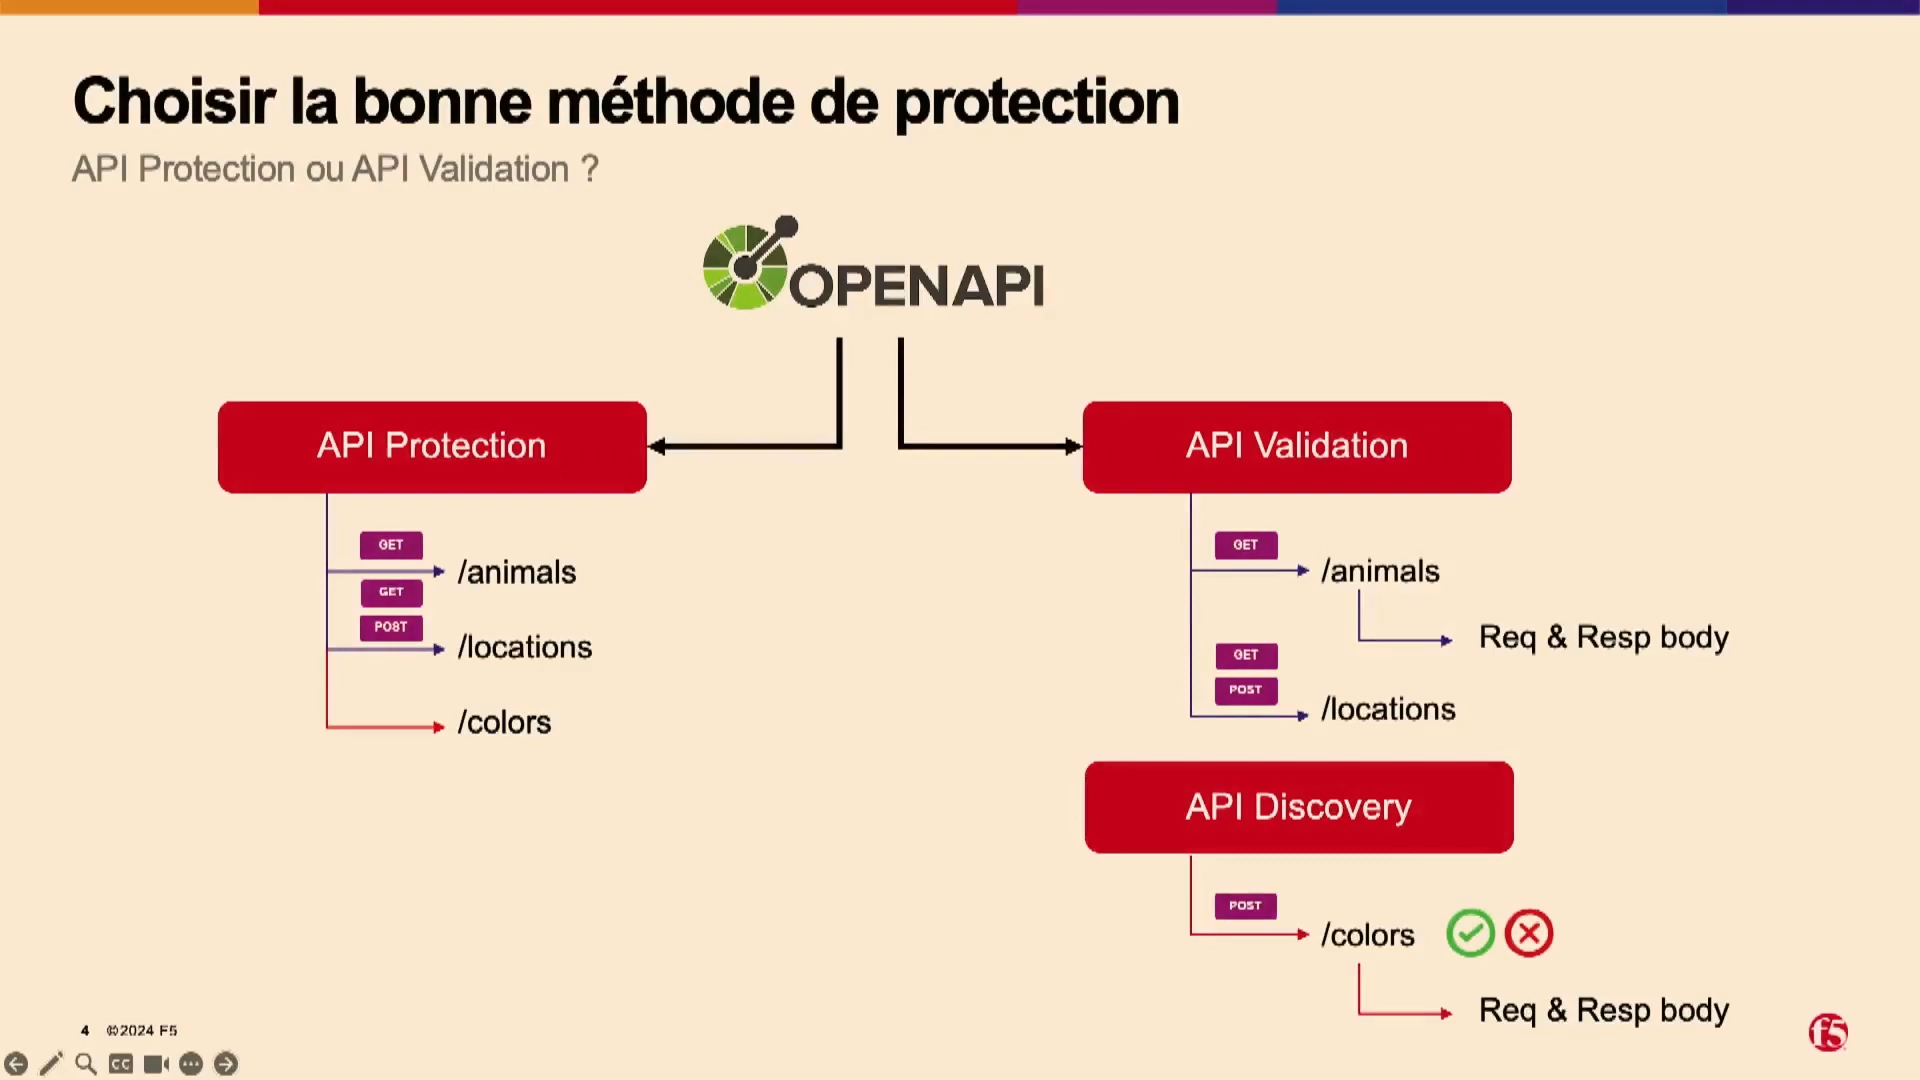 Choisir la bonne méthode de protection
API Protection ou API Validation ?
OPENAPI
API Protection
GET
/animals
GET
POST
/locations
/colors
API Validation
GET
/animals
Req & Resp body
GET
POST
/locations
API Discovery
POST
/colors
Req & Resp body
4 ©2024 F5
CC
f5